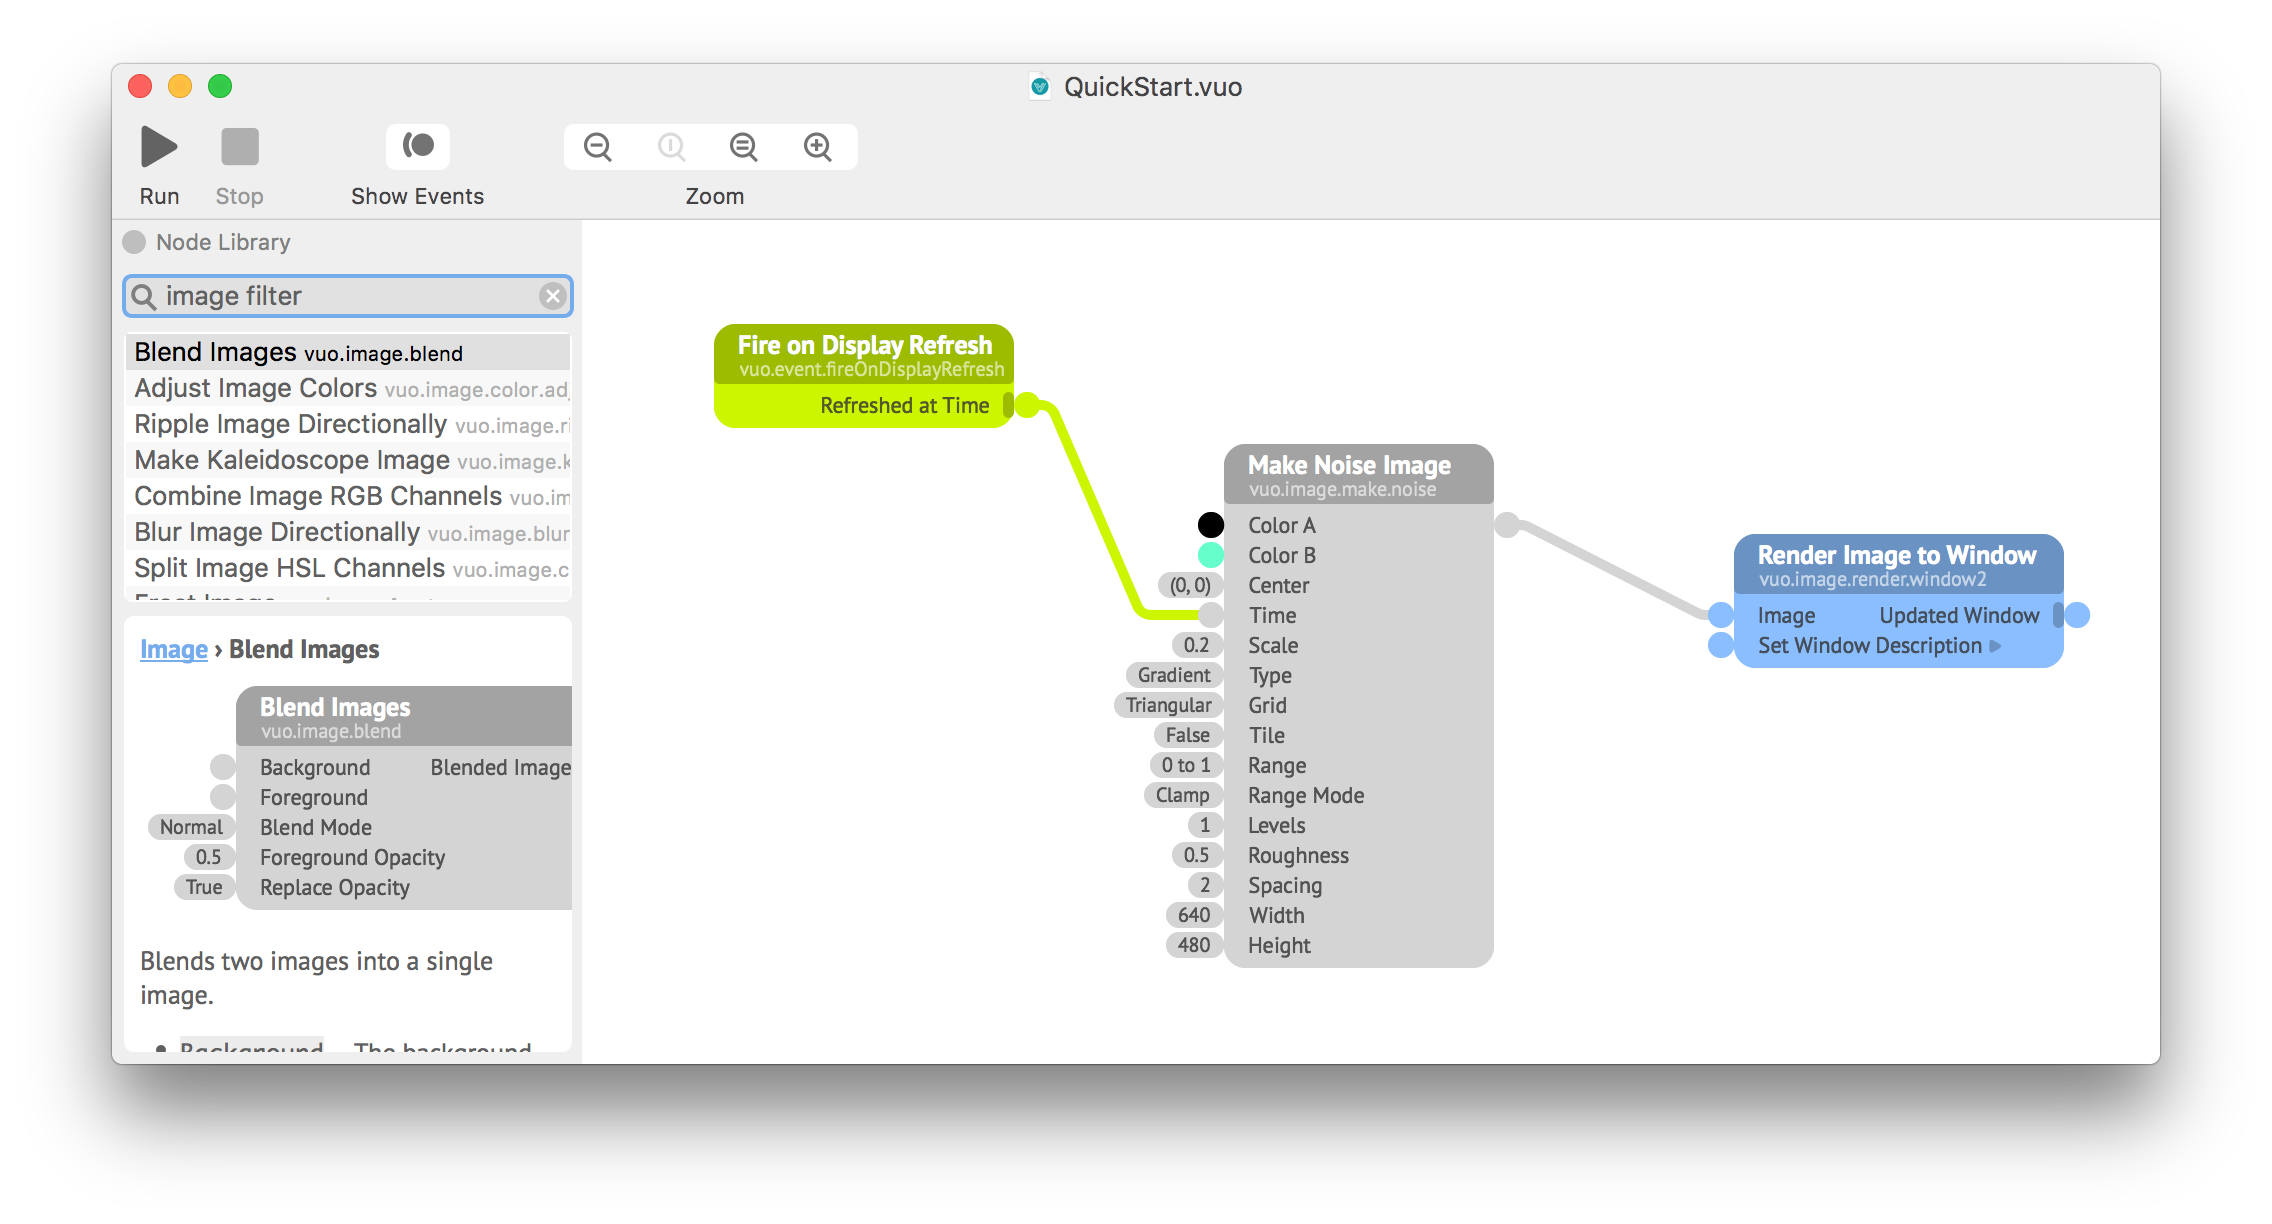 QuickStart.vuo
Run Stop Show Events Zoom
Node Library
image filter
Blend Images vuo.image.blend
Adjust Image Colors vuo.image.color.ad
Ripple Image Directionally vuo.image.ri
Make Kaleidoscope Image vuo.image.k
Combine Image RGB Channels vuo.im
Blur Image Directionally vuo.image.blur
Split Image HSL Channels vuo.image.c
Frost Image
Image › Blend Images
Blend Images
vuo.image.blend
Background Blended Image
Foreground
Normal Blend Mode
0.5 Foreground Opacity
True Replace Opacity
Blends two images into a single
image.
• Background The background
Fire on Display Refresh
vuo.event.fireOnDisplayRefresh
Refreshed at Time
Make Noise Image
vuo.image.make.noise
Color A
Color B
(0, 0) Center
Time
0.2 Scale
Gradient Type
Triangular Grid
False Tile
0 to 1 Range
Clamp Range Mode
1 Levels
0.5 Roughness
2 Spacing
640 Width
480 Height
Render Image to Window
vuo.image.render.window2
Image Updated Window
Set Window Description